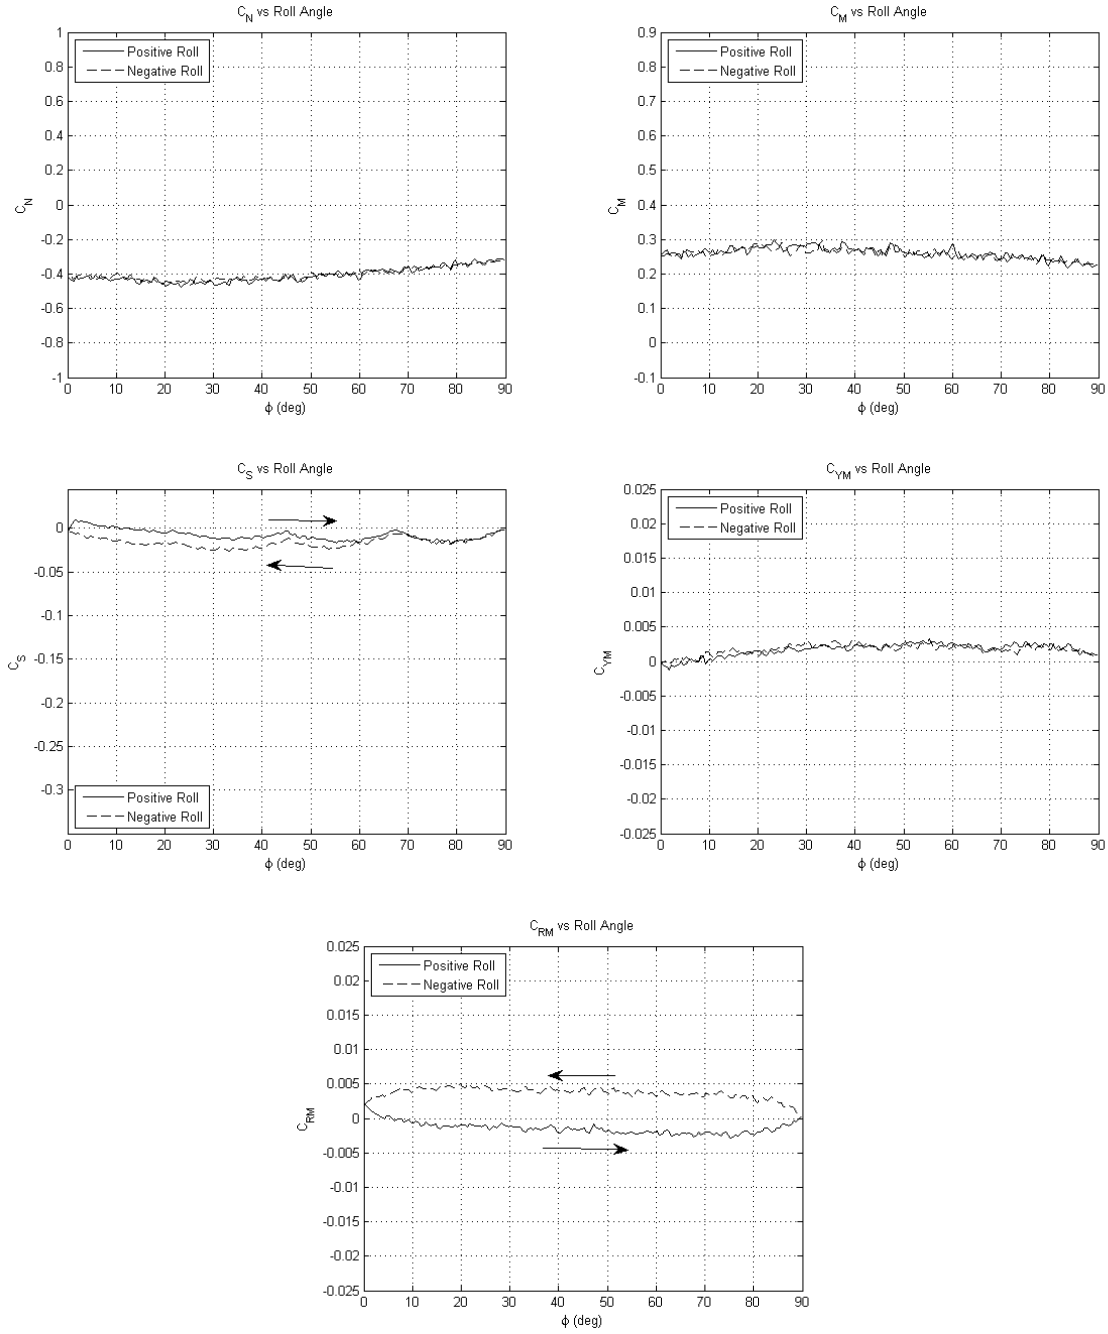 C_N vs Roll Angle
Positive Roll
Negative Roll
C_N
1
0.8
0.6
0.4
0.2
0
-0.2
-0.4
-0.6
-0.8
-1
0 10 20 30 40 50 60 70 80 90
ϕ (deg)
C_M vs Roll Angle
Positive Roll
Negative Roll
C_M
0.9
0.8
0.7
0.6
0.5
0.4
0.3
0.2
0.1
0
-0.1
0 10 20 30 40 50 60 70 80 90
ϕ (deg)
C_S vs Roll Angle
0
-0.05
-0.1
-0.15
-0.2
-0.25
-0.3
C_S
Positive Roll
Negative Roll
0 10 20 30 40 50 60 70 80 90
ϕ (deg)
C_YM vs Roll Angle
Positive Roll
Negative Roll
C_YM
0.025
0.02
0.015
0.01
0.005
0
-0.005
-0.01
-0.015
-0.02
-0.025
0 10 20 30 40 50 60 70 80 90
ϕ (deg)
C_RM vs Roll Angle
Positive Roll
Negative Roll
C_RM
0.025
0.02
0.015
0.01
0.005
0
-0.005
-0.01
-0.015
-0.02
-0.025
0 10 20 30 40 50 60 70 80 90
ϕ (deg)